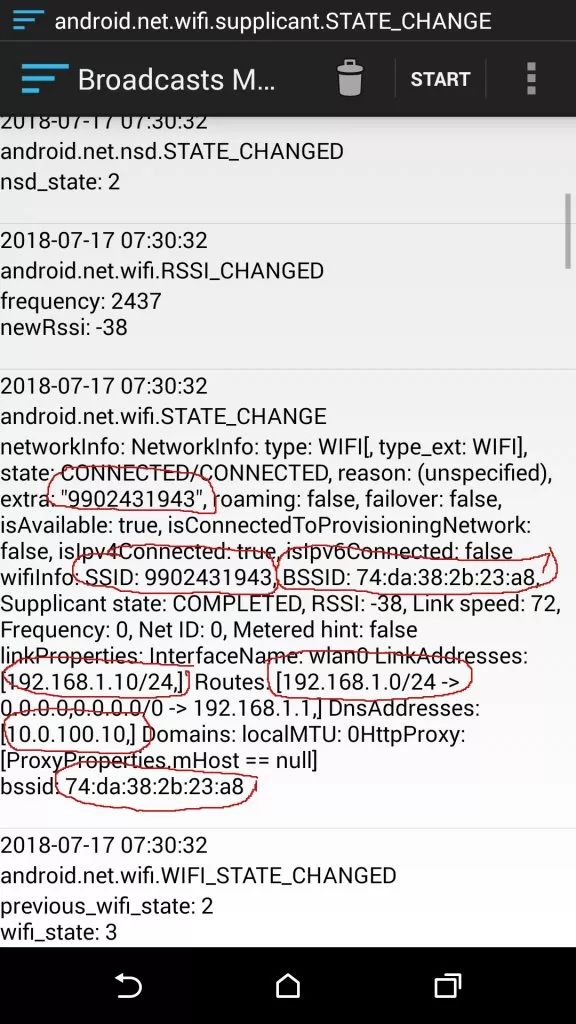 android.net.wifi.supplicant.STATE_CHANGE
Broadcasts M...
START
2018-07-17 07:30:32
android.net.nsd.STATE_CHANGED
nsd_state: 2
2018-07-17 07:30:32
android.net.wifi.RSSI_CHANGED
frequency: 2437
newRssi: -38
2018-07-17 07:30:32
android.net.wifi.STATE_CHANGE
networkInfo: NetworkInfo: type: WIFI[, type_ext: WIFI],
state: CONNECTED/CONNECTED, reason: (unspecified),
extra: "9902431943", roaming: false, failover: false,
isAvailable: true, isConnectedToProvisioningNetwork:
false, isIpv4Connected: true, isIpv6Connected: false
wifiInfo: SSID: 9902431943, BSSID: 74:da:38:2b:23:a8,
Supplicant state: COMPLETED, RSSI: -38, Link speed: 72,
Frequency: 0, Net ID: 0, Metered hint: false
linkProperties: InterfaceName: wlan0 LinkAddresses:
[192.168.1.10/24,] Routes: [192.168.1.0/24 ->
0.0.0.0,0.0.0.0/0 -> 192.168.1.1,] DnsAddresses:
[10.0.100.10,] Domains: localMTU: 0HttpProxy:
[ProxyProperties.mHost == null]
bssid: 74:da:38:2b:23:a8
2018-07-17 07:30:32
android.net.wifi.WIFI_STATE_CHANGED
previous_wifi_state: 2
wifi_state: 3